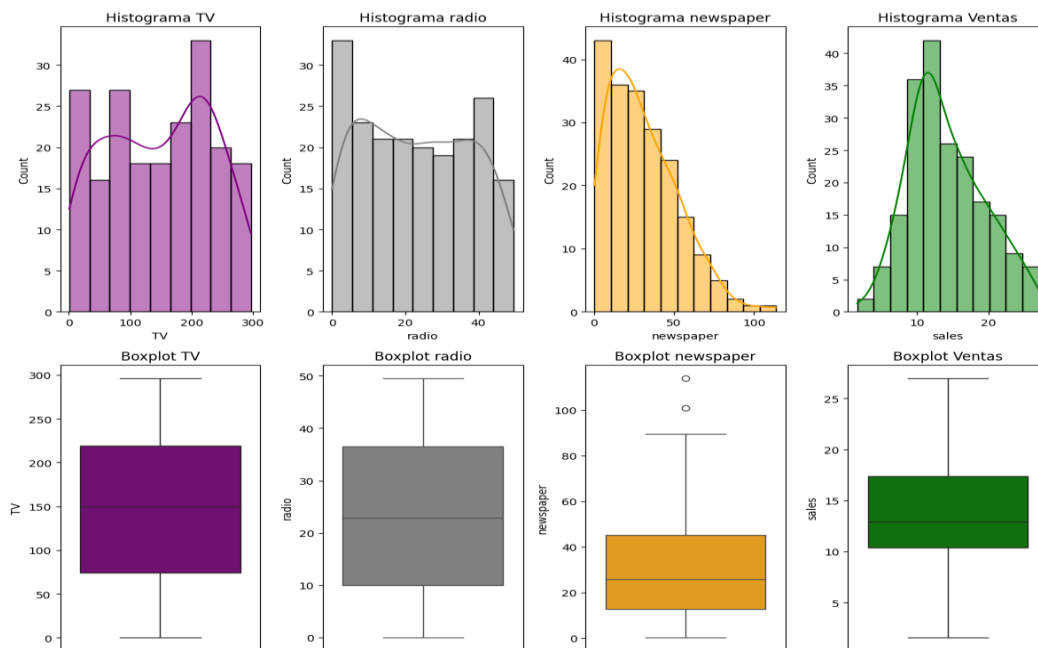 Histograma TV
Count
30
25
20
15
10
5
0
0 100 200 300
TV
Histograma radio
Count
30
25
20
15
10
5
0
0 20 40
radio
Histograma newspaper
Count
40
30
20
10
0
0 50 100
newspaper
Histograma Ventas
Count
40
35
30
25
20
15
10
5
0
10 20
sales
Boxplot TV
TV
300
250
200
150
100
50
0
Boxplot radio
radio
50
40
30
20
10
0
Boxplot newspaper
newspaper
100
80
60
40
20
0
Boxplot Ventas
sales
25
20
15
10
5